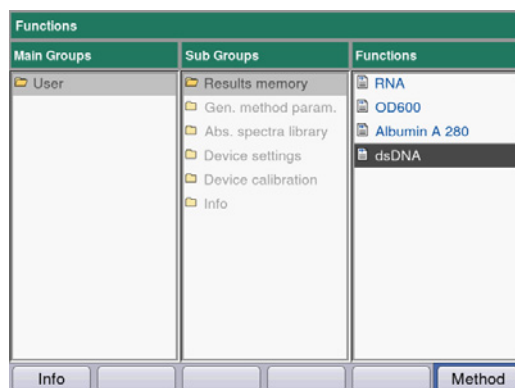 Functions
Main Groups
Sub Groups
Functions
User
Results memory
Gen. method param.
Abs. spectra library
Device settings
Device calibration
Info
RNA
OD600
Albumin A 280
dsDNA
Info
Method